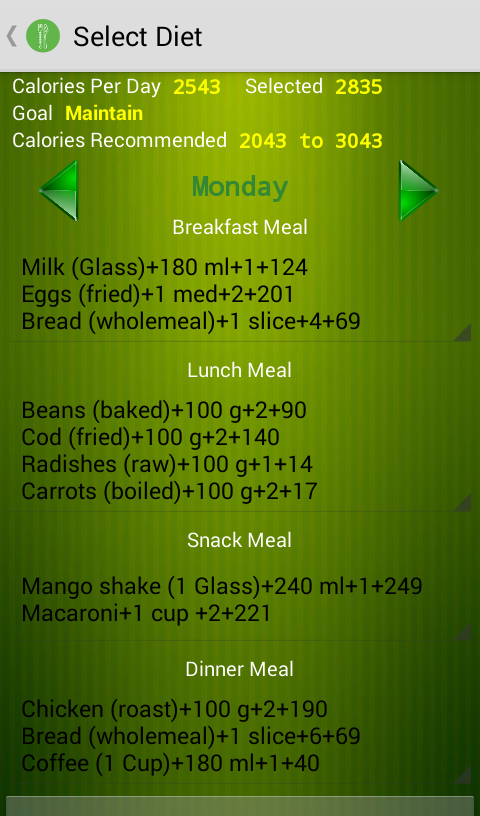 Select Diet
Calories Per Day 2543 Selected 2835
Goal Maintain
Calories Recommended 2043 to 3043
Monday
Breakfast Meal
Milk (Glass)+180 ml+1+124
Eggs (fried)+1 med+2+201
Bread (wholemeal)+1 slice+4+69
Lunch Meal
Beans (baked)+100 g+2+90
Cod (fried)+100 g+2+140
Radishes (raw)+100 g+1+14
Carrots (boiled)+100 g+2+17
Snack Meal
Mango shake (1 Glass)+240 ml+1+249
Macaroni+1 cup +2+221
Dinner Meal
Chicken (roast)+100 g+2+190
Bread (wholemeal)+1 slice+6+69
Coffee (1 Cup)+180 ml+1+40